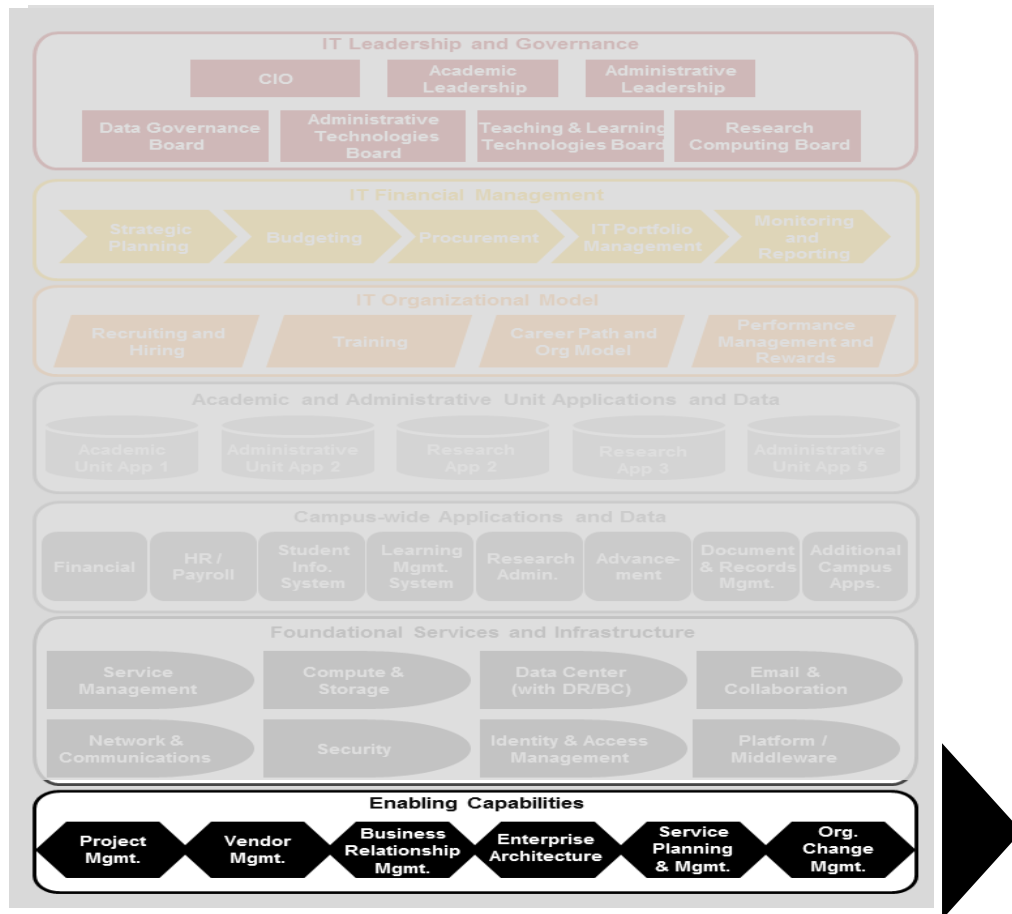 IT Leadership and Governance
CIO
Academic
Leadership
Administrative
Leadership
Data Governance
Board
Administrative
Technologies
Board
Teaching & Learning
Technologies Board
Research
Computing Board
IT Financial Management
Strategic
Planning
Budgeting
Procurement
IT Portfolio
Management
Monitoring
and
Reporting
IT Organizational Model
Recruiting and
Hiring
Training
Career Path and
Org Model
Performance
Management and
Rewards
Academic and Administrative Unit Applications and Data
Academic
Unit App 1
Administrative
Unit App 2
Research
App 2
Research
App 3
Administrative
Unit App 5
Campus-wide Applications and Data
Financial
HR /
Payroll
Student
Info.
System
Learning
Mgmt.
System
Research
Admin.
Advance-
ment
Document
& Records
Mgmt.
Additional
Campus
Apps.
Foundational Services and Infrastructure
Service
Management
Compute &
Storage
Data Center
(with DR/BC)
Email &
Collaboration
Network &
Communications
Security
Identity & Access
Management
Platform /
Middleware
Enabling Capabilities
Project
Mgmt.
Vendor
Mgmt.
Business
Relationship
Mgmt.
Enterprise
Architecture
Service
Planning
& Mgmt.
Org.
Change
Mgmt.